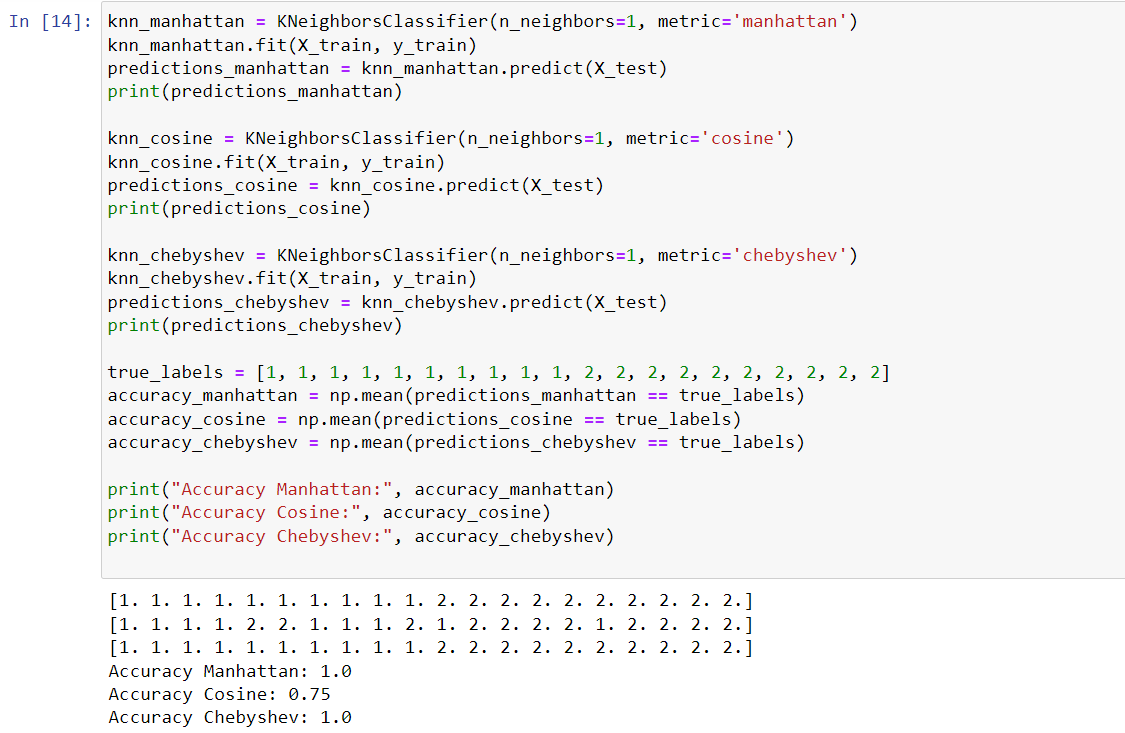 In [14]: knn_manhattan = KNeighborsClassifier(n_neighbors=1, metric='manhattan')
knn_manhattan.fit(X_train, y_train)
predictions_manhattan = knn_manhattan.predict(X_test)
print(predictions_manhattan)
knn_cosine = KNeighborsClassifier(n_neighbors=1, metric='cosine')
knn_cosine.fit(X_train, y_train)
predictions_cosine = knn_cosine.predict(X_test)
print(predictions_cosine)
knn_chebyshev = KNeighborsClassifier(n_neighbors=1, metric='chebyshev')
knn_chebyshev.fit(X_train, y_train)
predictions_chebyshev = knn_chebyshev.predict(X_test)
print(predictions_chebyshev)
true_labels = [1, 1, 1, 1, 1, 1, 1, 1, 1, 1, 2, 2, 2, 2, 2, 2, 2, 2, 2, 2]
accuracy_manhattan = np.mean(predictions_manhattan == true_labels)
accuracy_cosine = np.mean(predictions_cosine == true_labels)
accuracy_chebyshev = np.mean(predictions_chebyshev == true_labels)
print("Accuracy Manhattan:", accuracy_manhattan)
print("Accuracy Cosine:", accuracy_cosine)
print("Accuracy Chebyshev:", accuracy_chebyshev)
[1. 1. 1. 1. 1. 1. 1. 1. 1. 1. 2. 2. 2. 2. 2. 2. 2. 2. 2. 2.]
[1. 1. 1. 1. 2. 2. 1. 1. 1. 2. 1. 2. 2. 2. 2. 1. 2. 2. 2. 2.]
[1. 1. 1. 1. 1. 1. 1. 1. 1. 1. 2. 2. 2. 2. 2. 2. 2. 2. 2. 2.]
Accuracy Manhattan: 1.0
Accuracy Cosine: 0.75
Accuracy Chebyshev: 1.0